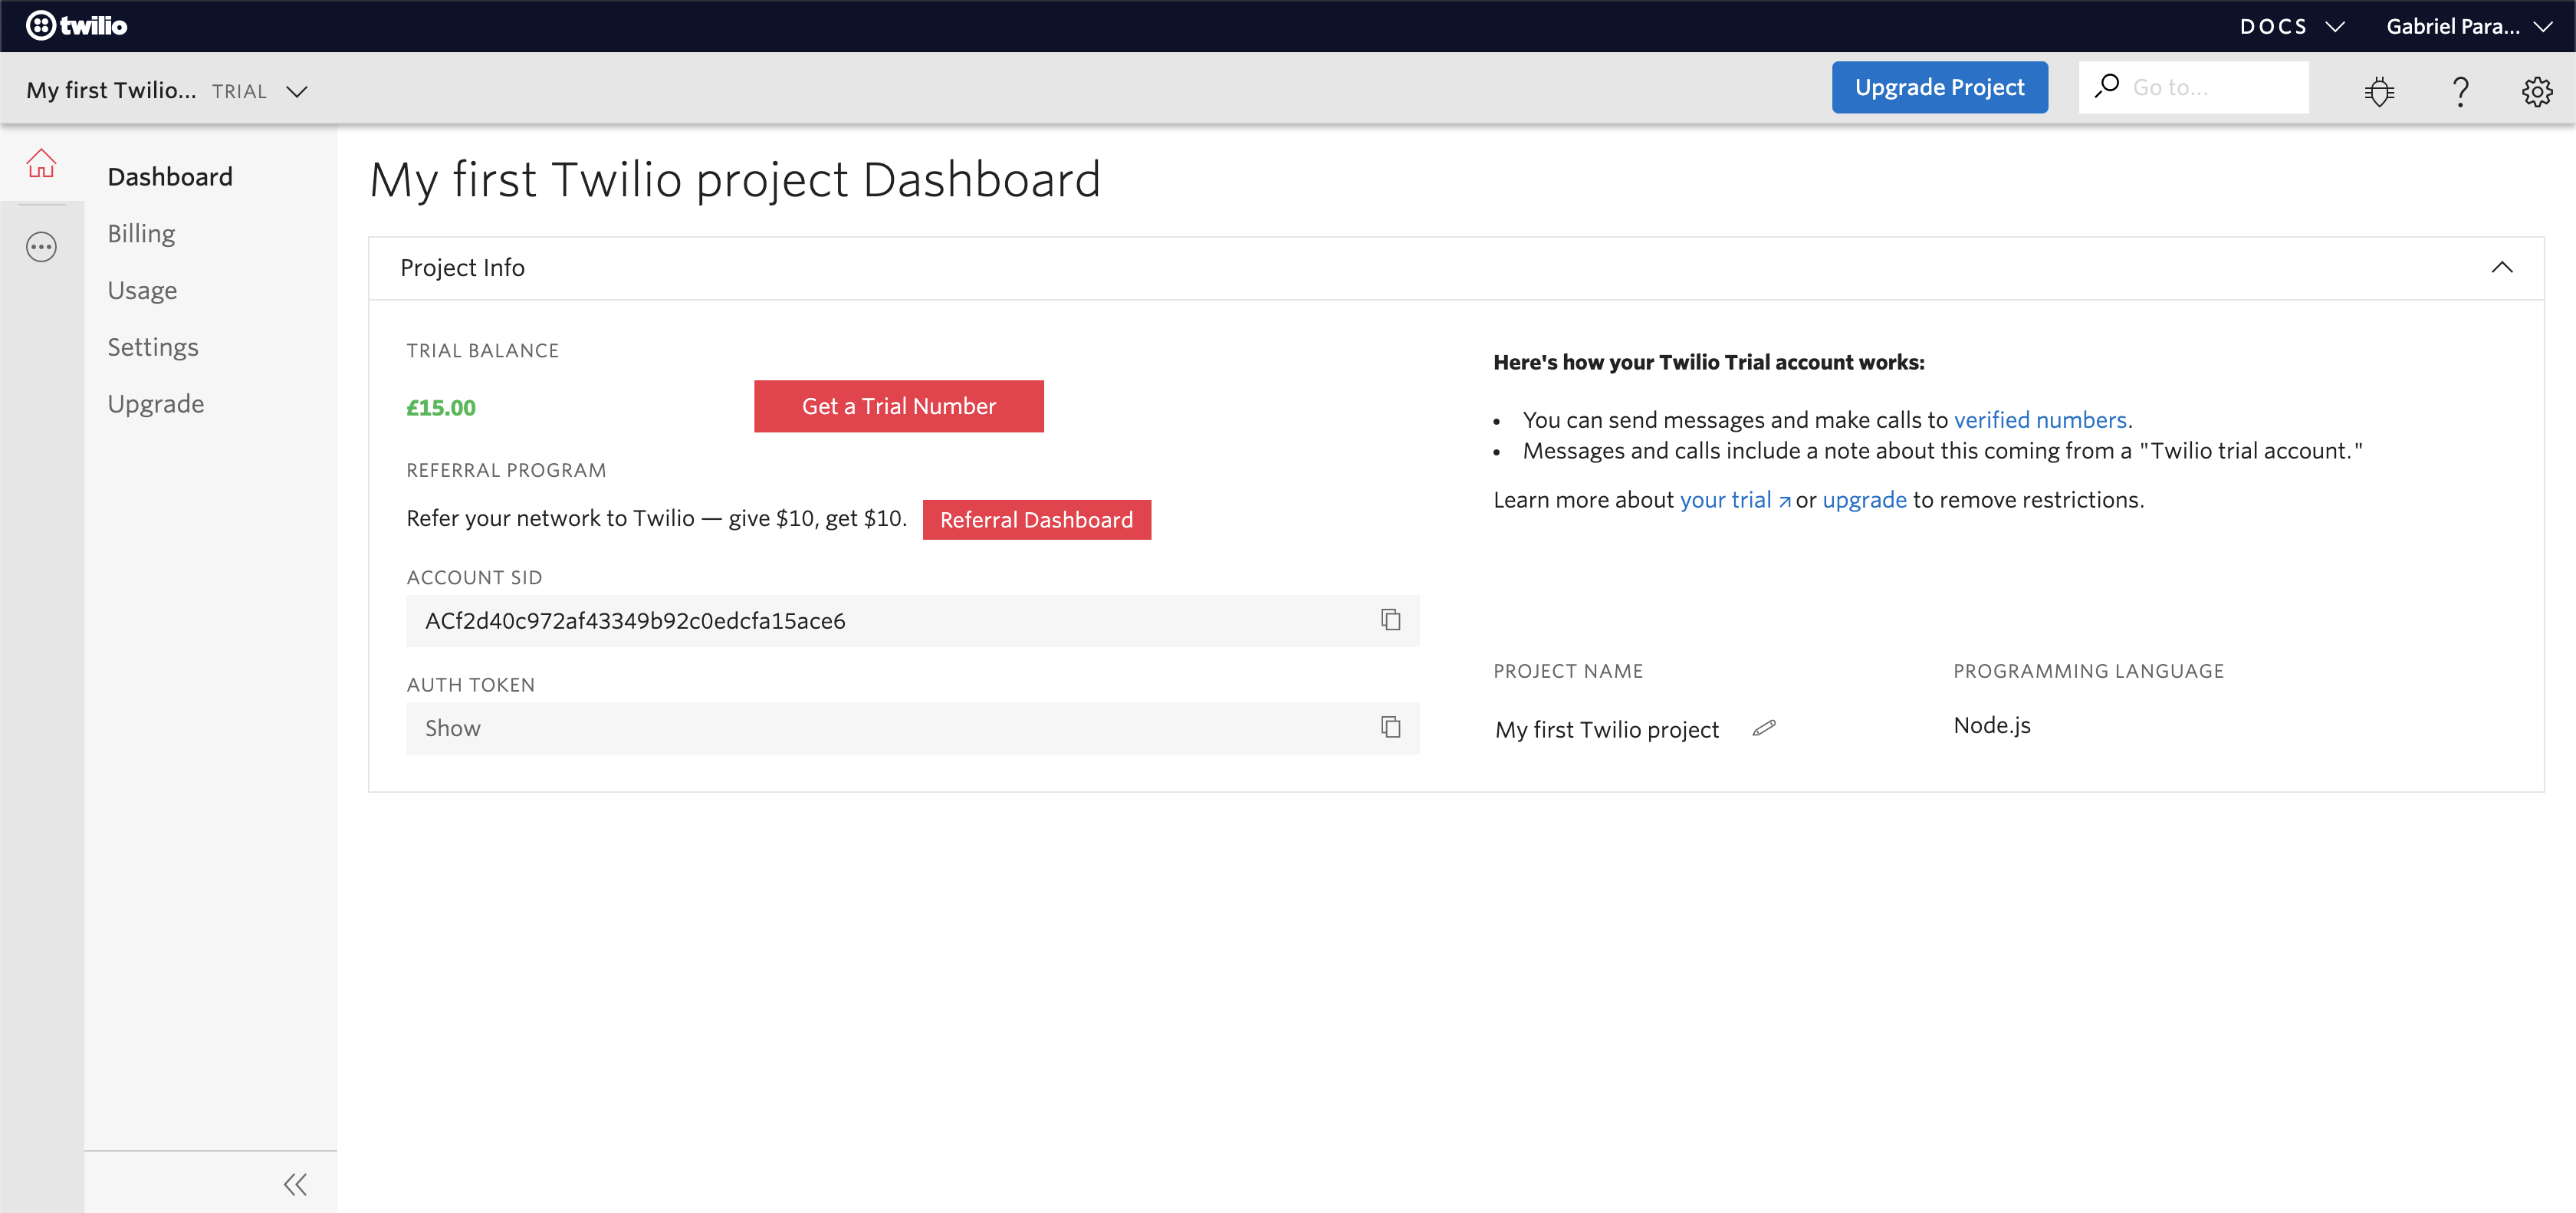 twilio
DOCS
Gabriel Para...
My first Twilio... TRIAL
Upgrade Project
Go to...
Dashboard
Billing
Usage
Settings
Upgrade
My first Twilio project Dashboard
Project Info
TRIAL BALANCE
£15.00
Get a Trial Number
REFERRAL PROGRAM
Refer your network to Twilio — give $10, get $10.
Referral Dashboard
ACCOUNT SID
ACf2d40c972af43349b92c0edcfa15ace6
AUTH TOKEN
Show
Here's how your Twilio Trial account works:
• You can send messages and make calls to verified numbers.
• Messages and calls include a note about this coming from a "Twilio trial account."
Learn more about your trial ↗ or upgrade to remove restrictions.
PROJECT NAME
My first Twilio project
PROGRAMMING LANGUAGE
Node.js